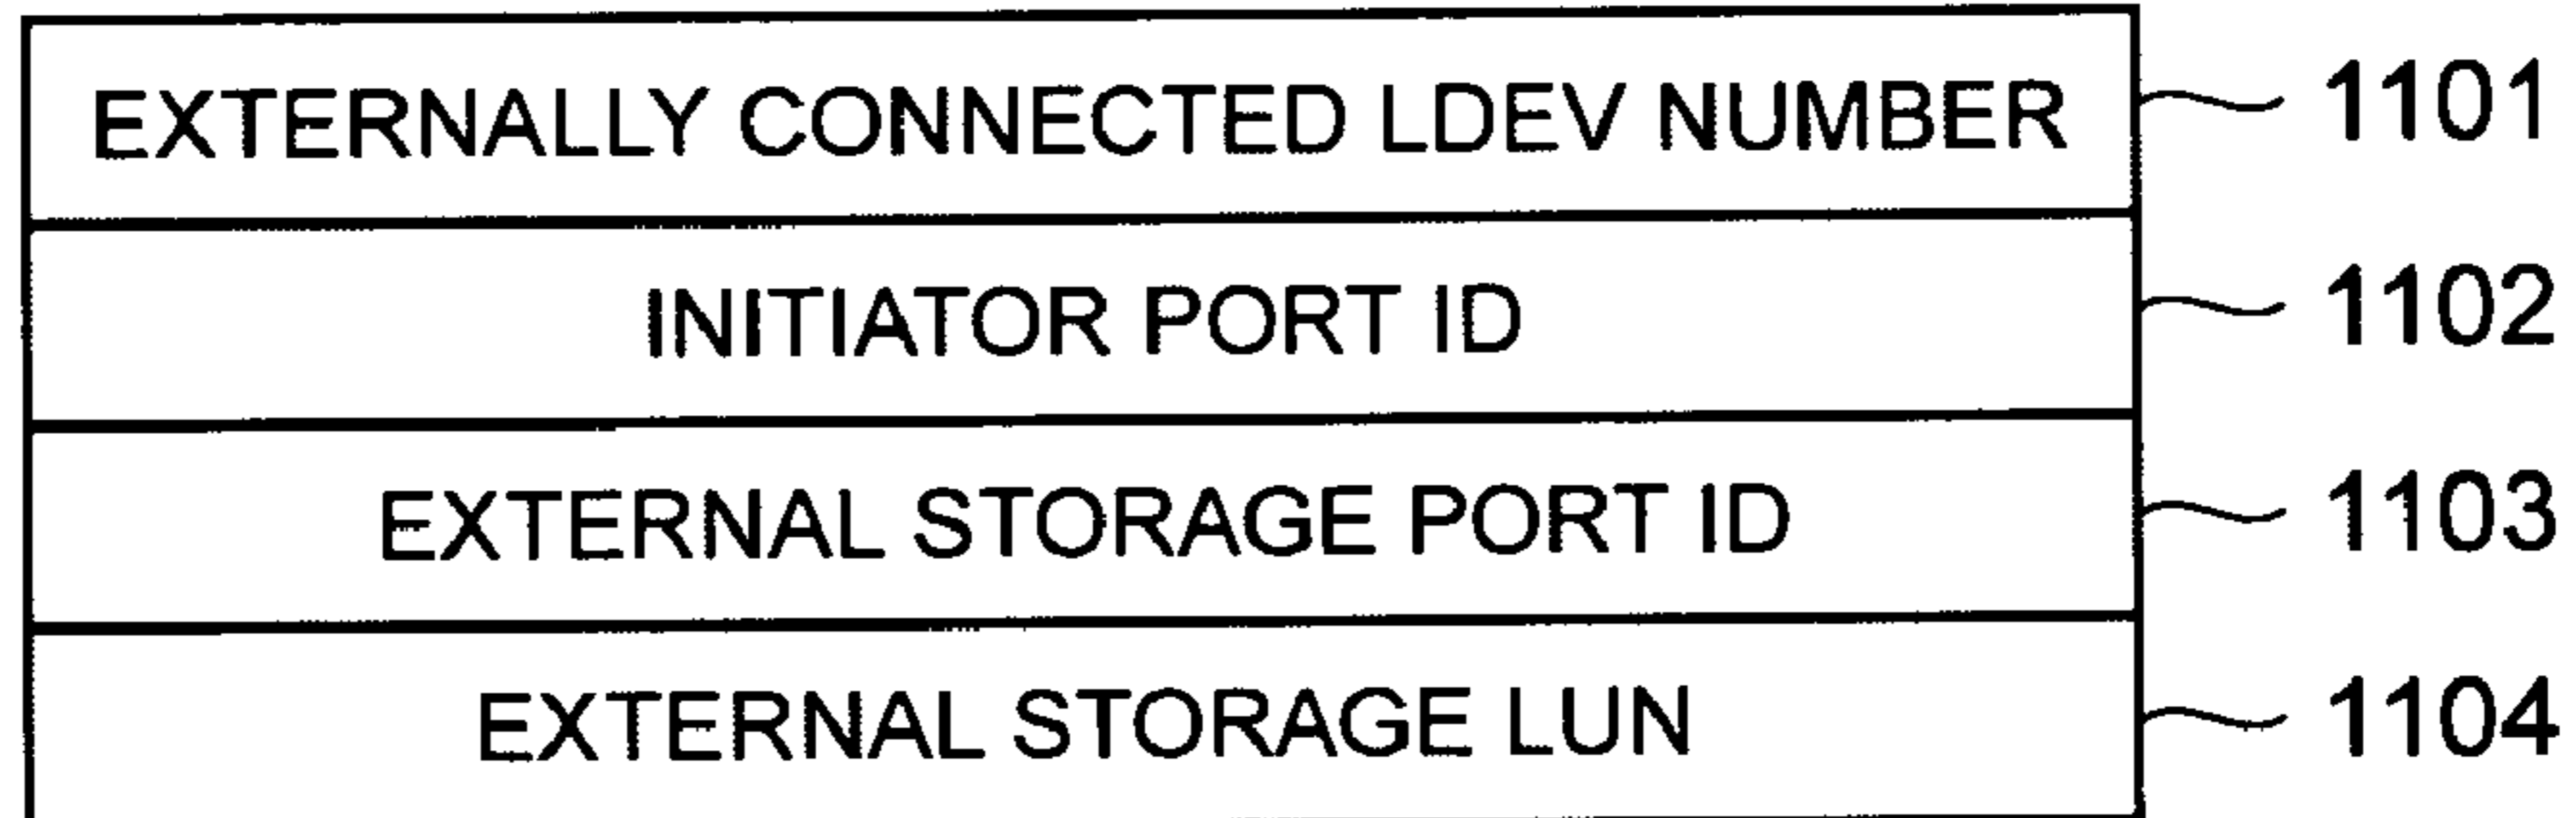 EXTERNALLY CONNECTED LDEV NUMBER 1101
INITIATOR PORT ID 1102
EXTERNAL STORAGE PORT ID 1103
EXTERNAL STORAGE LUN 1104